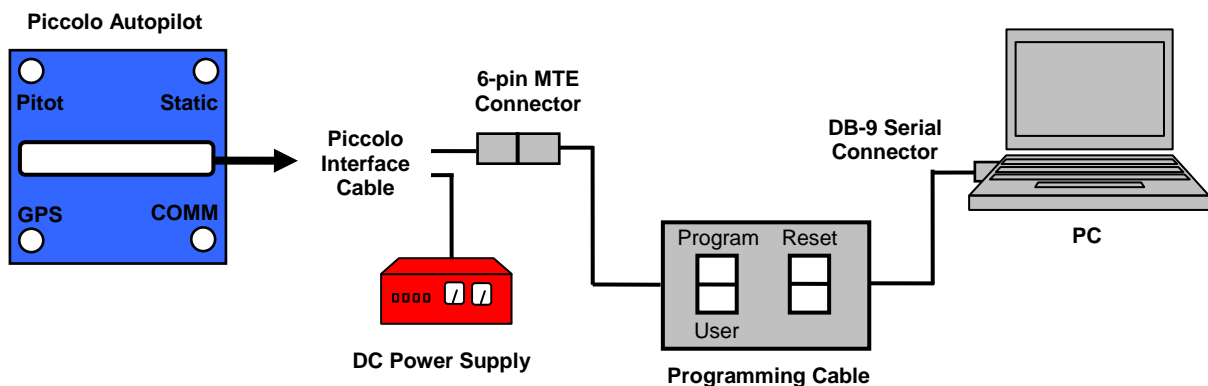 Piccolo Autopilot
Pitot
Static
GPS
COMM
Piccolo
Interface
Cable
6-pin MTE
Connector
DC Power Supply
Program
Reset
User
Programming Cable
DB-9 Serial
Connector
PC